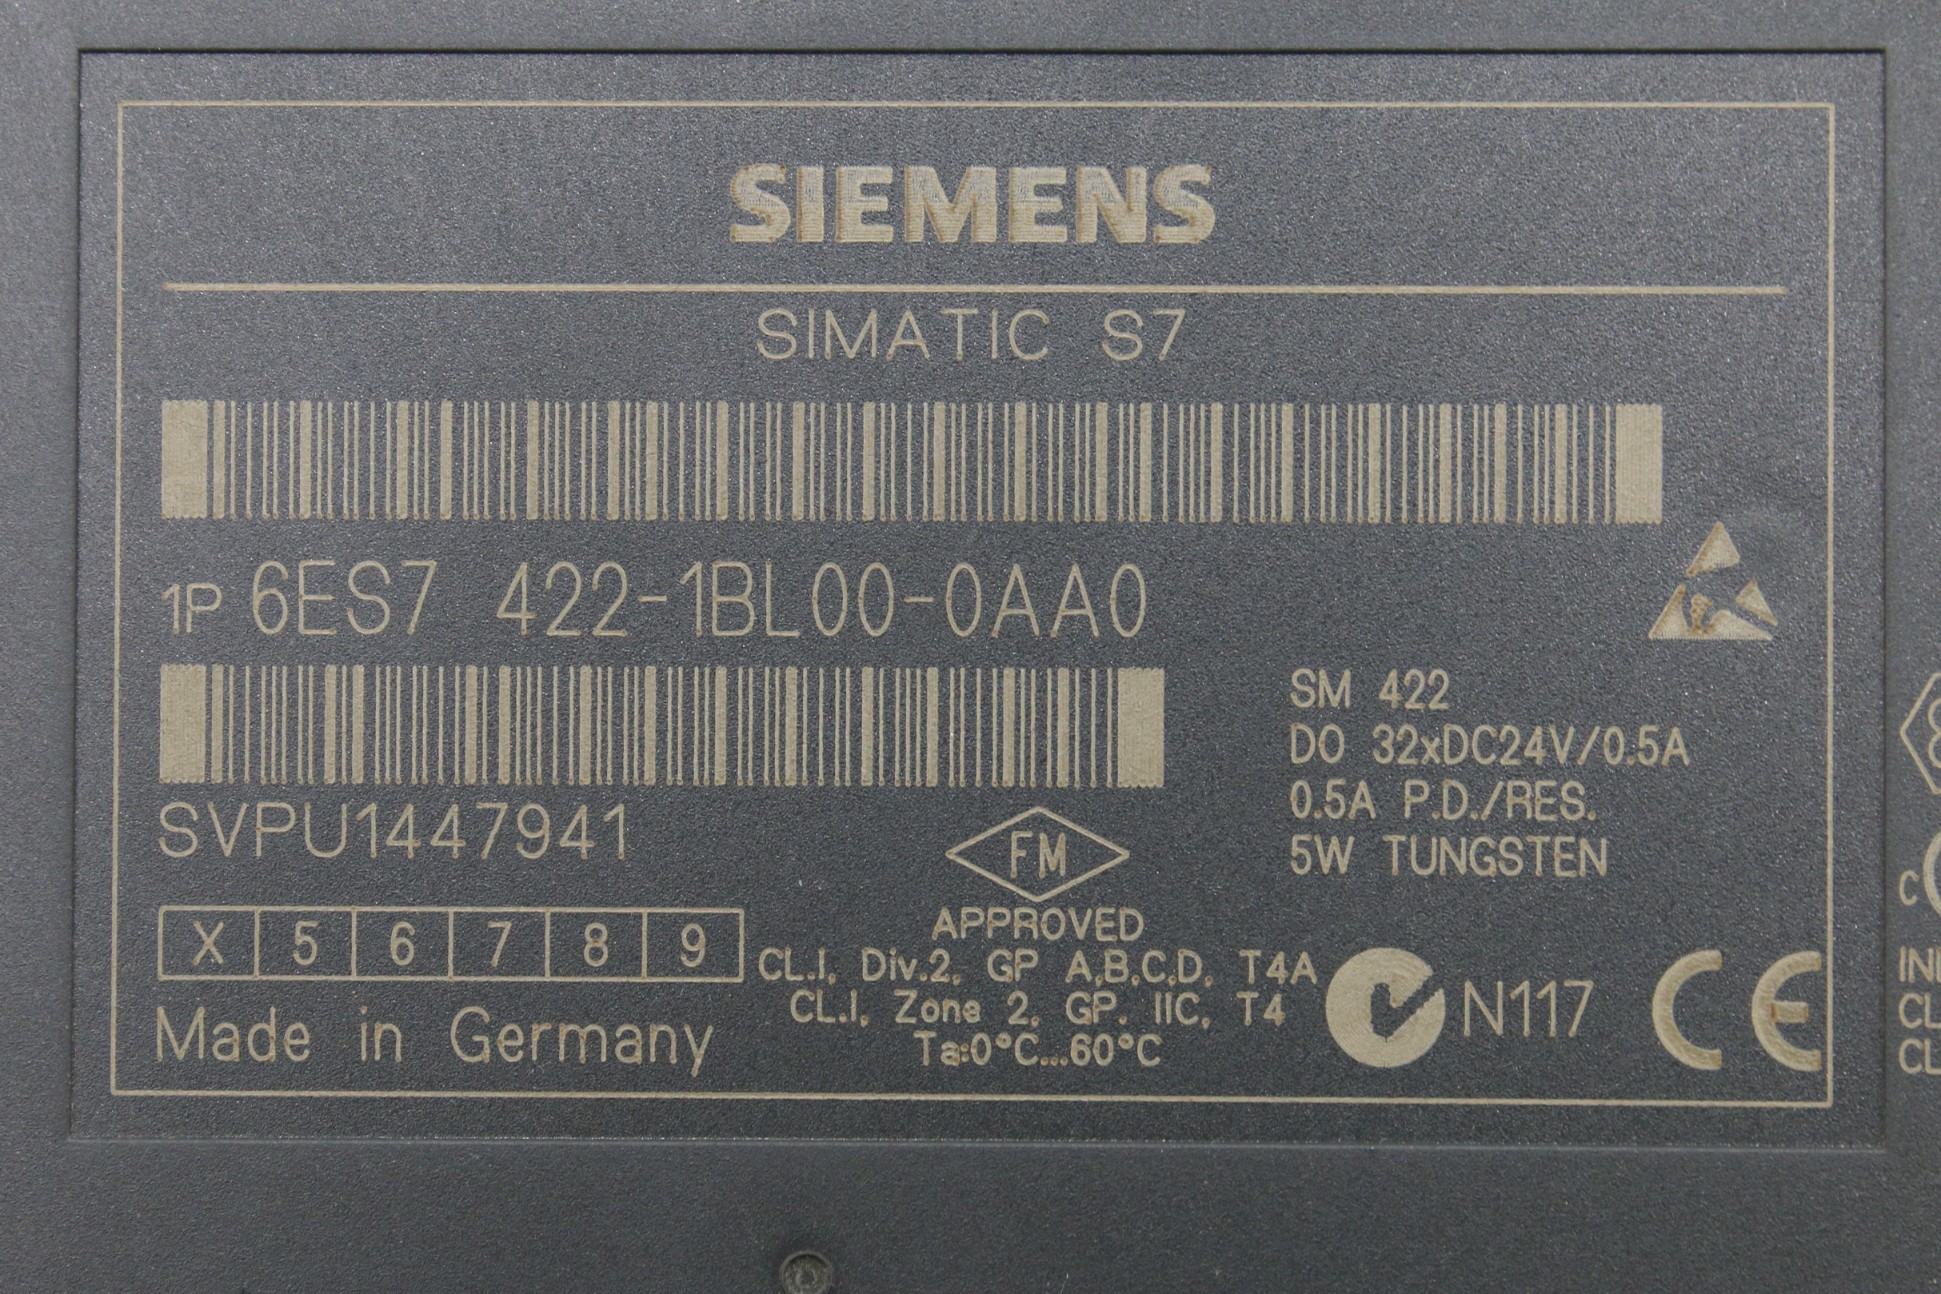 SIEMENS
SIMATIC S7
1P 6ES7 422-1BL00-0AA0
SM 422
DO 32xDC24V/0.5A
0.5A P.D./RES.
5W TUNGSTEN
SVPU1447941
FM
APPROVED
CL.I, Div.2, GP A,B,C,D, T4A
CL.I, Zone 2, GP. IIC, T4
Ta:0°C...60°C
X 5 6 7 8 9
Made in Germany
N117
CE